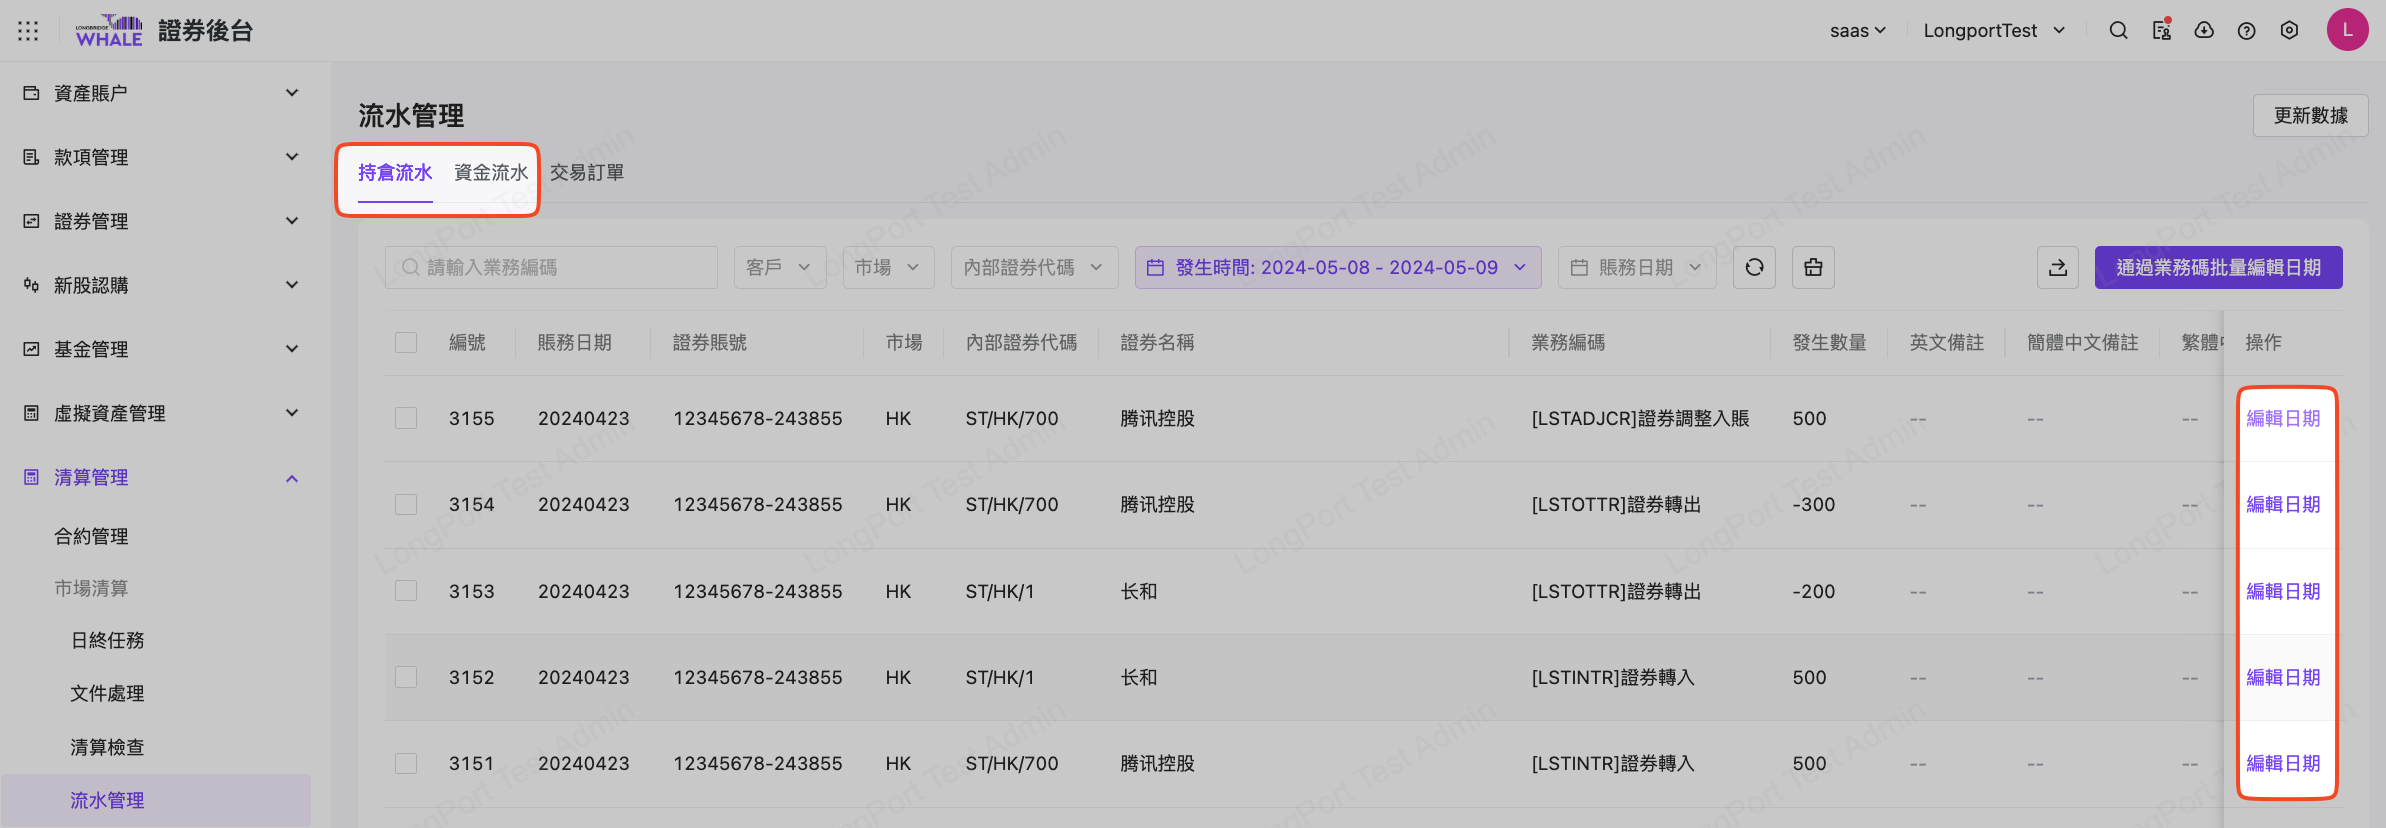 LONGBRIDGE
WHALE
證券後台
saas
LongportTest
L
資產賬户
款項管理
證券管理
新股認購
基金管理
虛擬資產管理
清算管理
合約管理
市場清算
日終任務
文件處理
清算檢查
流水管理
流水管理
更新數據
持倉流水 資金流水 交易訂單
請輸入業務編碼 客戶 市場 內部證券代碼 發生時間: 2024-05-08 - 2024-05-09 賬務日期 通過業務碼批量編輯日期
編號 賬務日期 證券賬號 市場 內部證券代碼 證券名稱 業務編碼 發生數量 英文備註 簡體中文備註 繁體 操作
3155 20240423 12345678-243855 HK ST/HK/700 腾讯控股 [LSTADJCR]證券調整入賬 500 -- -- -- 編輯日期
3154 20240423 12345678-243855 HK ST/HK/700 腾讯控股 [LSTOTTR]證券轉出 -300 -- -- -- 編輯日期
3153 20240423 12345678-243855 HK ST/HK/1 长和 [LSTOTTR]證券轉出 -200 -- -- -- 編輯日期
3152 20240423 12345678-243855 HK ST/HK/1 长和 [LSTINTR]證券轉入 500 -- -- -- 編輯日期
3151 20240423 12345678-243855 HK ST/HK/700 腾讯控股 [LSTINTR]證券轉入 500 -- -- -- 編輯日期
LongPort Test Admin